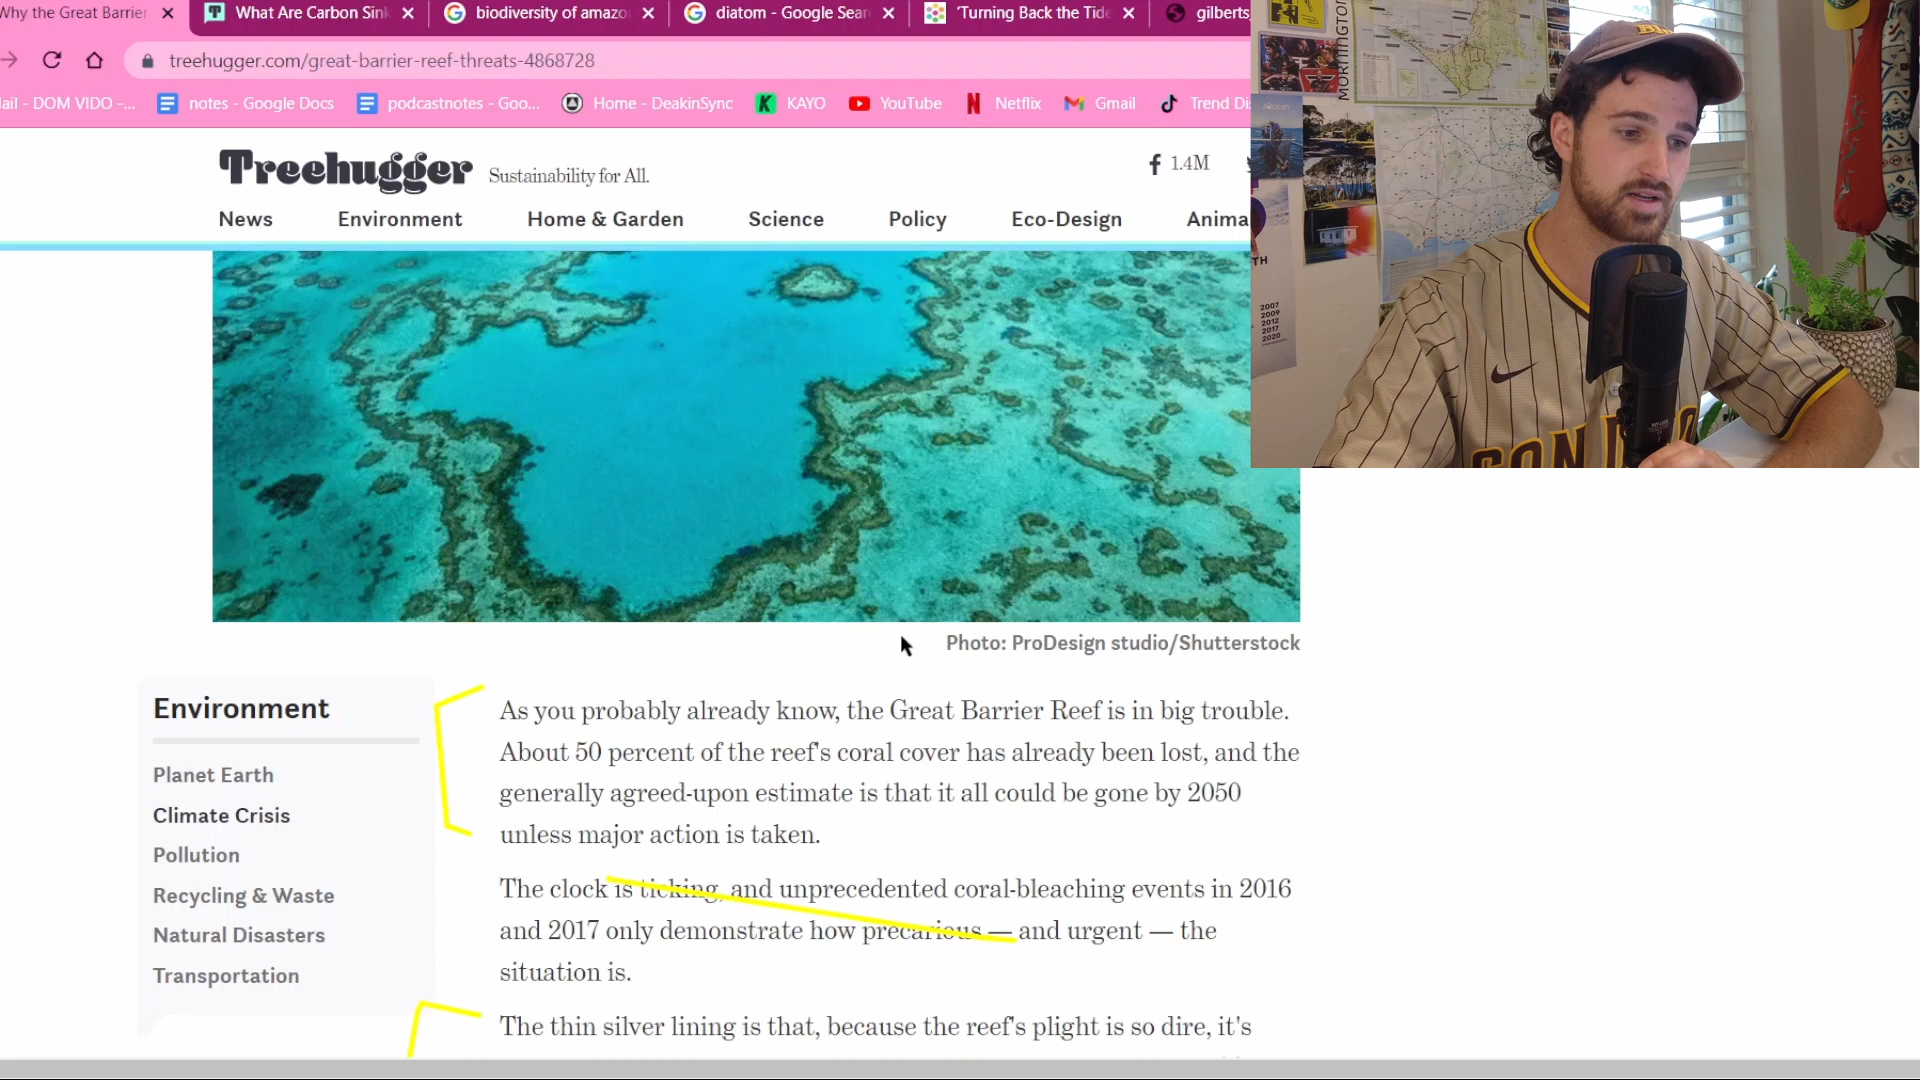 Why the Great Barrier
What Are Carbon Sink
biodiversity of amazo
diatom - Google Sear
'Turning Back the Tide
gilberts
treehugger.com/great-barrier-reef-threats-4868728
ail - DOM VIDO -...
notes - Google Docs
podcastnotes - Goo...
Home - DeakinSync
KAYO
YouTube
Netflix
Gmail
Trend Di
Treehugger
Sustainability for All.
1.4M
News
Environment
Home & Garden
Science
Policy
Eco-Design
Anima
MORNINGTON
TH
2007
2009
2012
2017
2020
Photo: ProDesign studio/Shutterstock
Environment
Planet Earth
Climate Crisis
Pollution
Recycling & Waste
Natural Disasters
Transportation
As you probably already know, the Great Barrier Reef is in big trouble.
About 50 percent of the reef's coral cover has already been lost, and the
generally agreed-upon estimate is that it all could be gone by 2050
unless major action is taken.
The clock is ticking, and unprecedented coral-bleaching events in 2016
and 2017 only demonstrate how precarious — and urgent — the
situation is.
The thin silver lining is that, because the reef's plight is so dire, it's